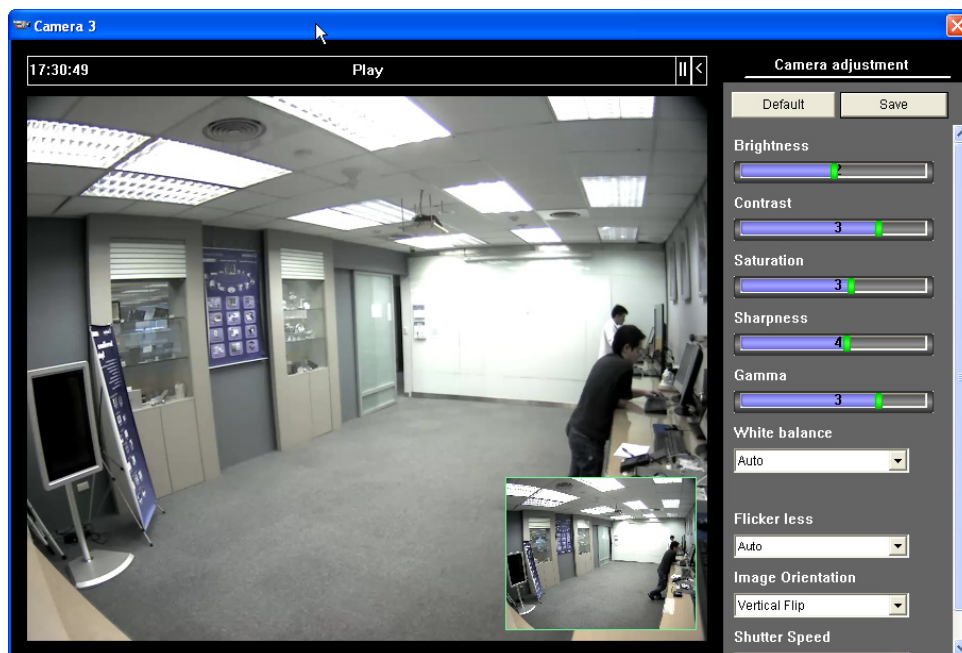 Camera 3
17:30:49 Play
Camera adjustment
Default Save
Brightness
2
Contrast
3
Saturation
3
Sharpness
4
Gamma
3
White balance
Auto
Flicker less
Auto
Image Orientation
Vertical Flip
Shutter Speed